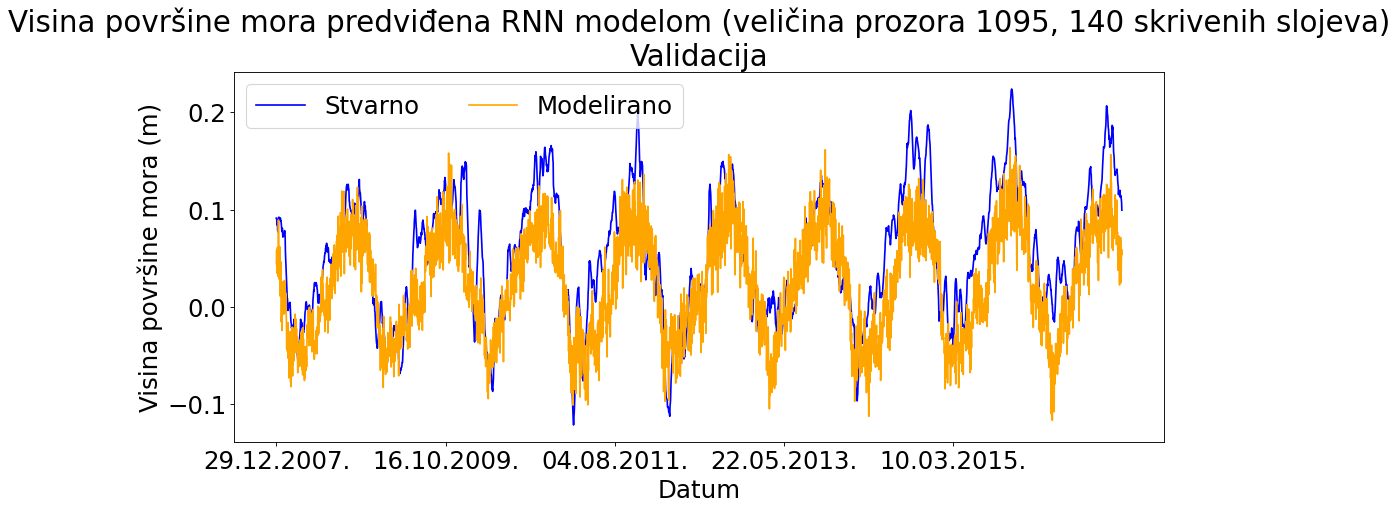 Visina površine mora predviđena RNN modelom (veličina prozora 1095, 140 skrivenih slojeva)
Validacija
Stvarno
Modelirano
Visina površine mora (m)
0.2
0.1
0.0
−0.1
29.12.2007.
16.10.2009.
04.08.2011.
22.05.2013.
10.03.2015.
Datum